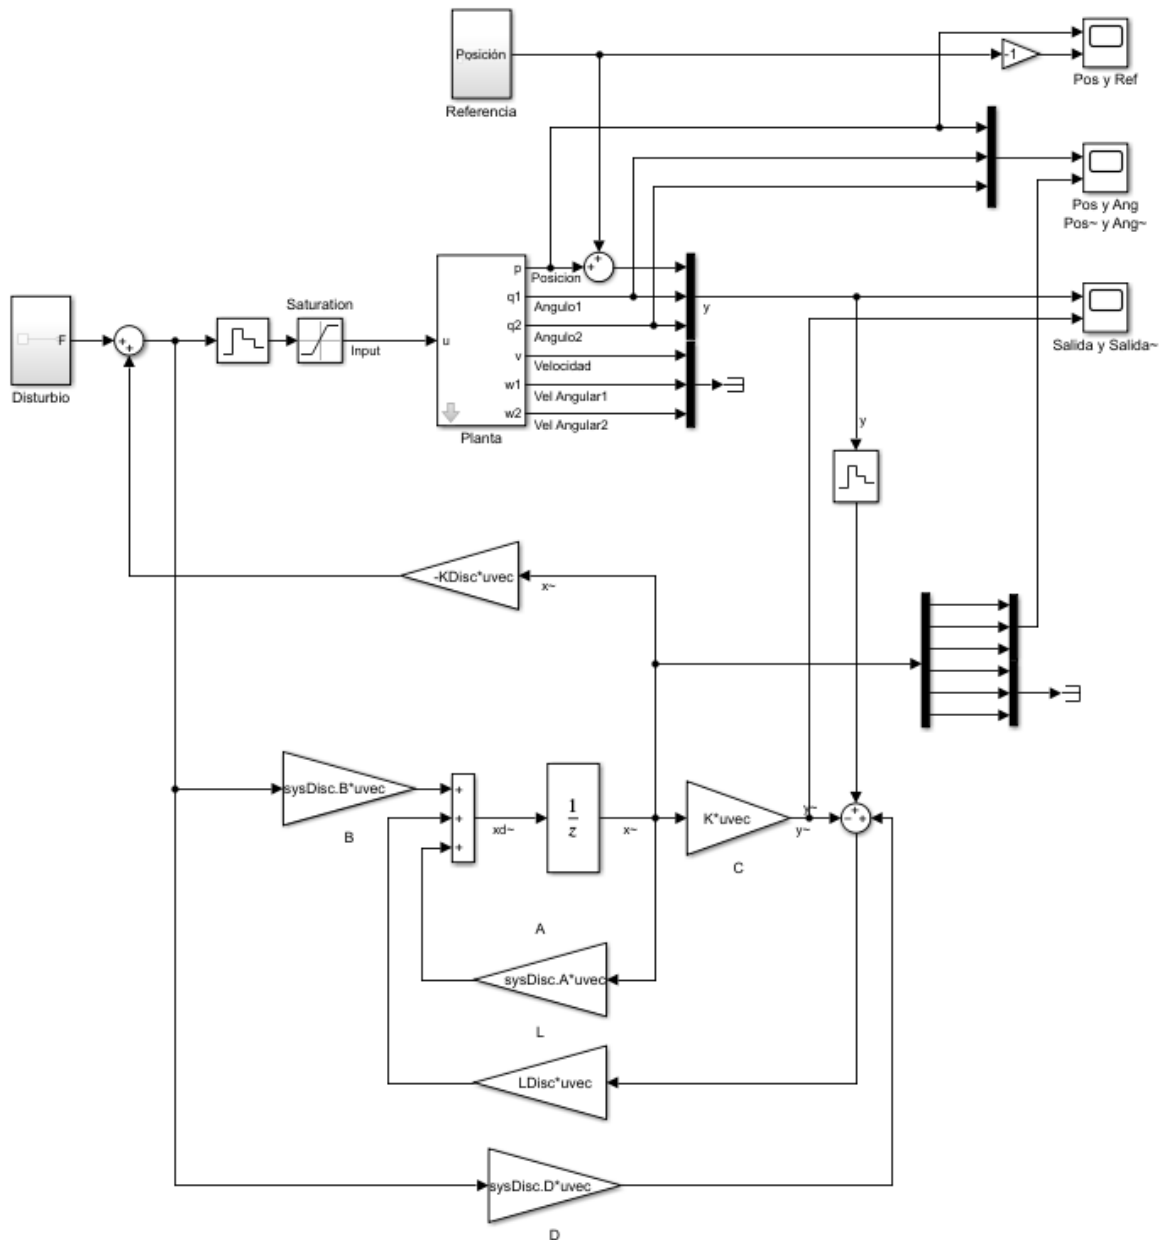 Posición
Referencia
-1
Pos y Ref
Pos y Ang
Pos~ y Ang~
F
Disturbio
+
+
Saturation
Input
u
p
q1
q2
v
w1
w2
Planta
Posicion
Angulo1
Angulo2
Velocidad
Vel Angular1
Vel Angular2
+
+
y
Salida y Salida~
y
-KDisc*uvec
x~
sysDisc.B*uvec
B
+
+
+
xd~
1
z
x~
K*uvec
C
y~
y~
+
−
+
A
sysDisc.A*uvec
L
LDisc*uvec
sysDisc.D*uvec
D